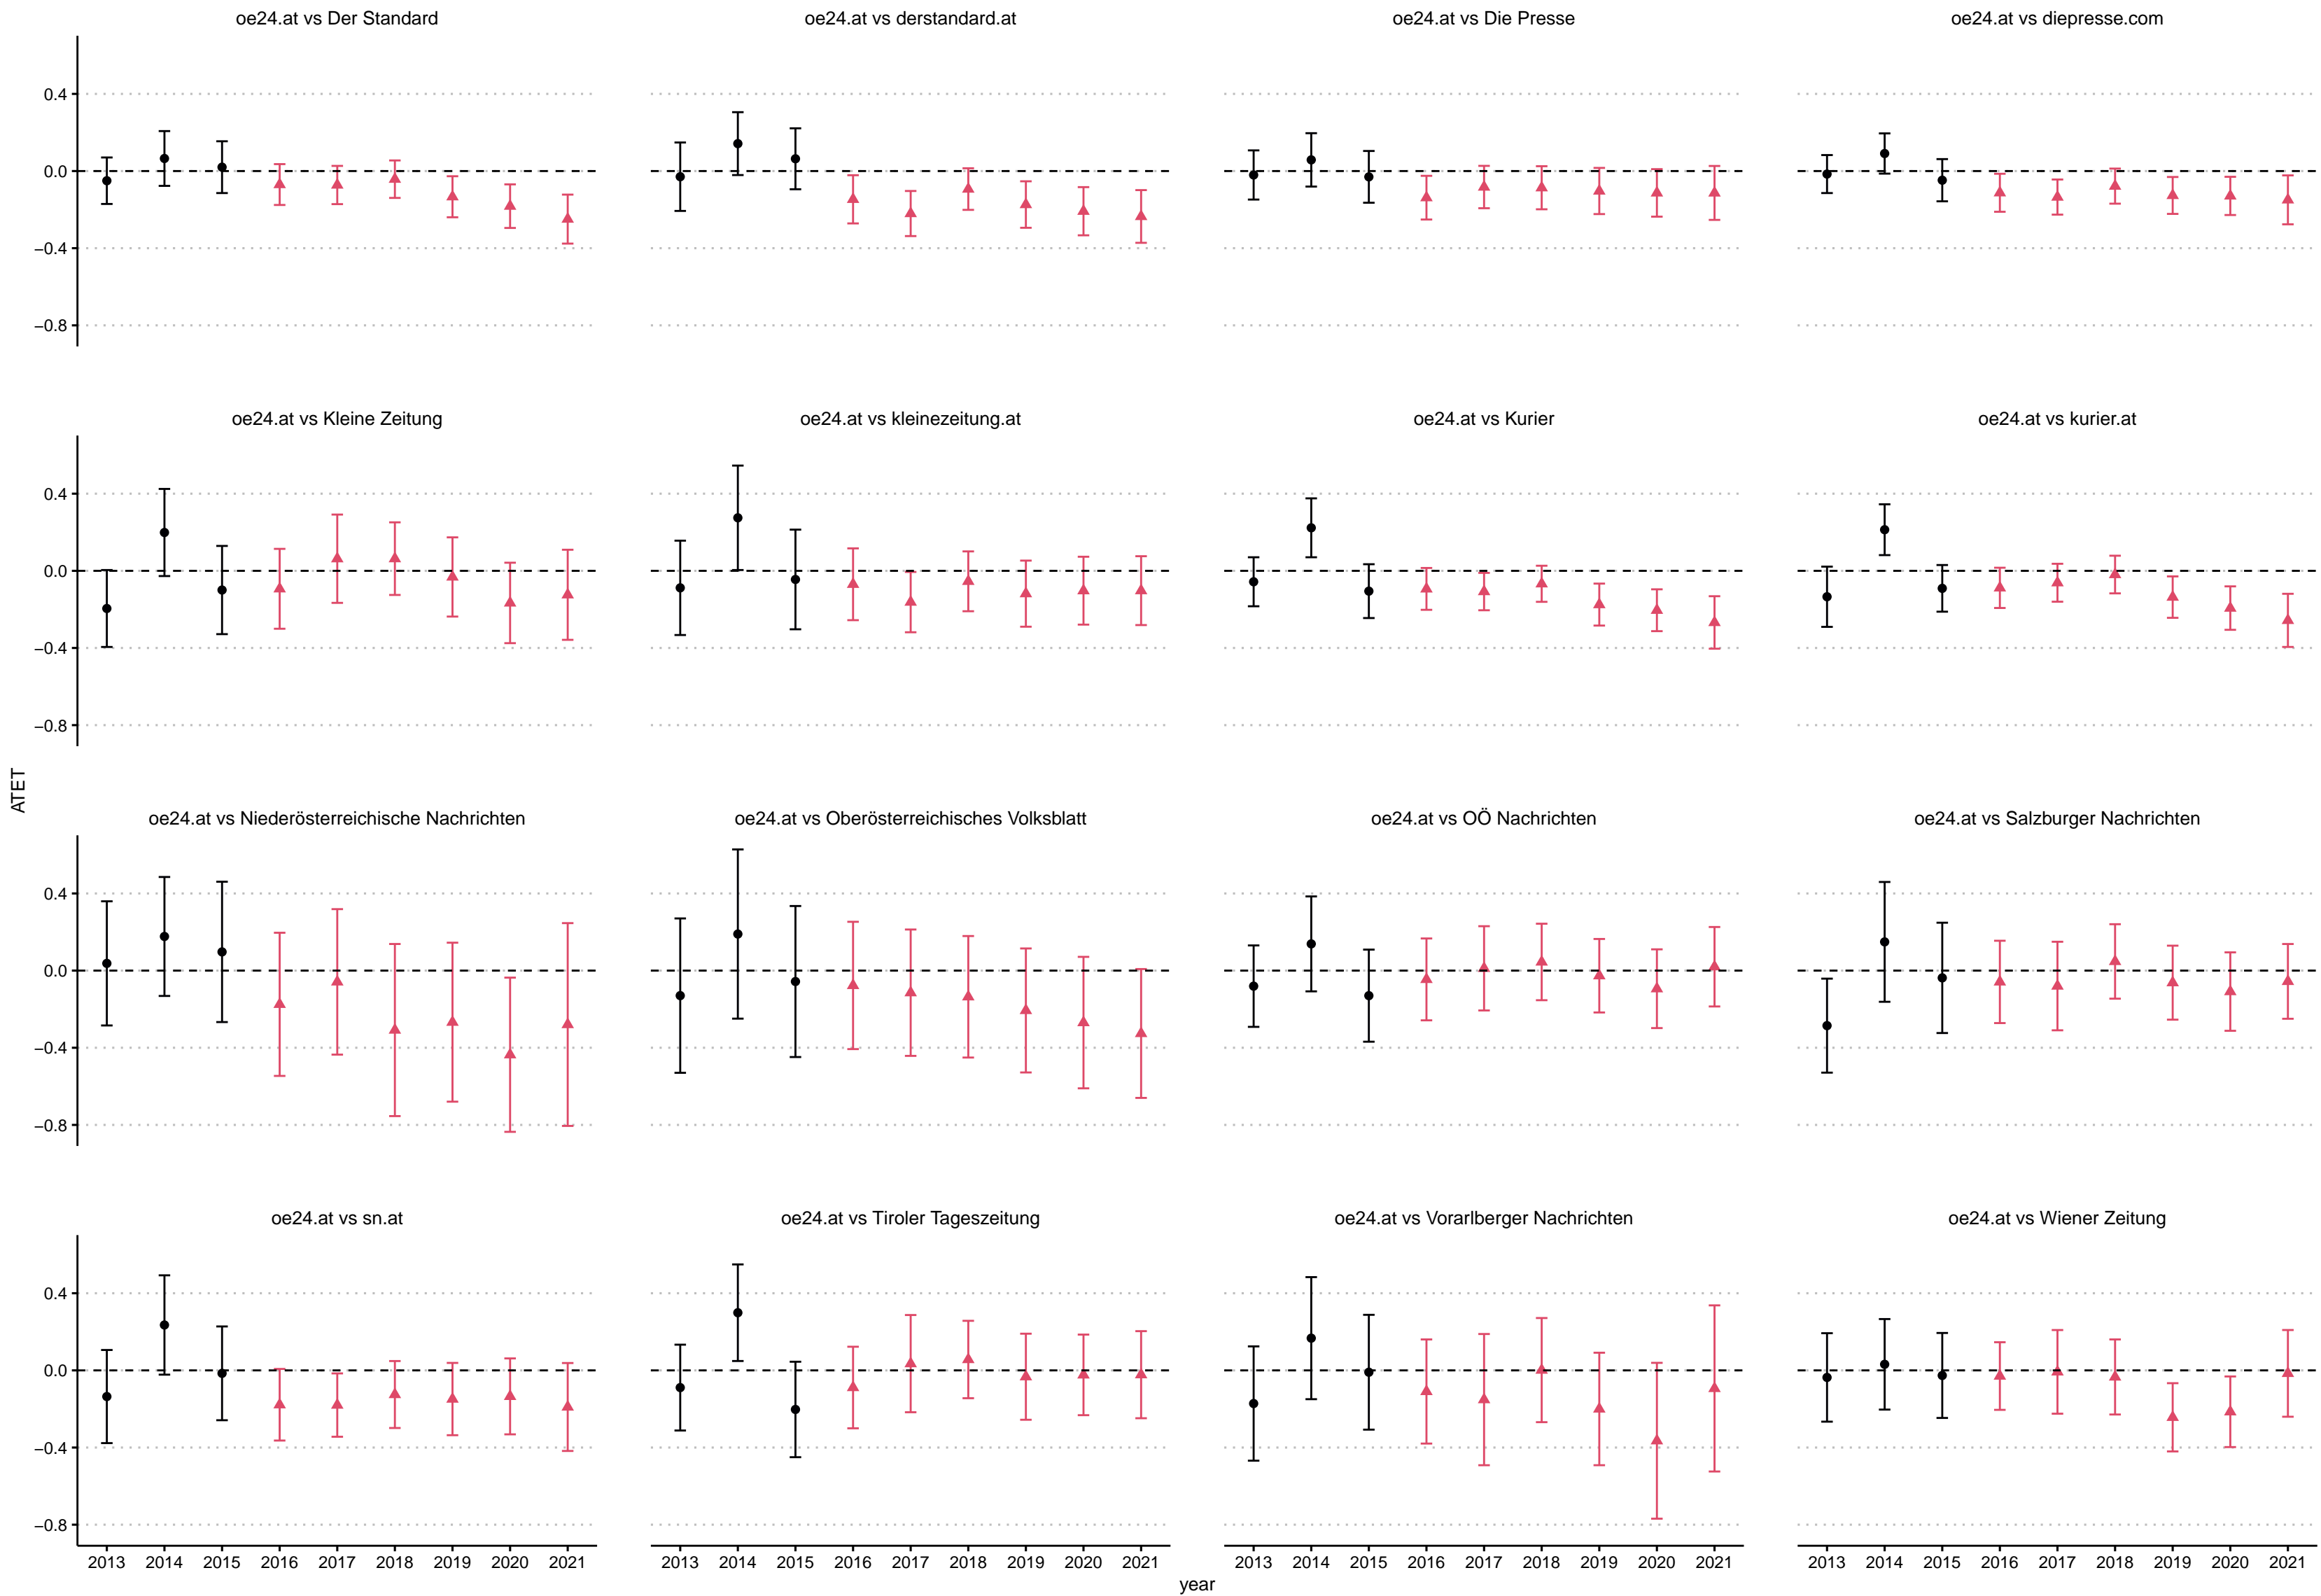 oe24.at vs Der Standard
oe24.at vs derstandard.at
oe24.at vs Die Presse
oe24.at vs diepresse.com
0.4
0.0
−0.4
−0.8
oe24.at vs Kleine Zeitung
oe24.at vs kleinezeitung.at
oe24.at vs Kurier
oe24.at vs kurier.at
0.4
0.0
−0.4
−0.8
ATET
oe24.at vs Niederösterreichische Nachrichten
oe24.at vs Oberösterreichisches Volksblatt
oe24.at vs OÖ Nachrichten
oe24.at vs Salzburger Nachrichten
0.4
0.0
−0.4
−0.8
oe24.at vs sn.at
oe24.at vs Tiroler Tageszeitung
oe24.at vs Vorarlberger Nachrichten
oe24.at vs Wiener Zeitung
0.4
0.0
−0.4
−0.8
2013 2014 2015 2016 2017 2018 2019 2020 2021
2013 2014 2015 2016 2017 2018 2019 2020 2021
2013 2014 2015 2016 2017 2018 2019 2020 2021
2013 2014 2015 2016 2017 2018 2019 2020 2021
year